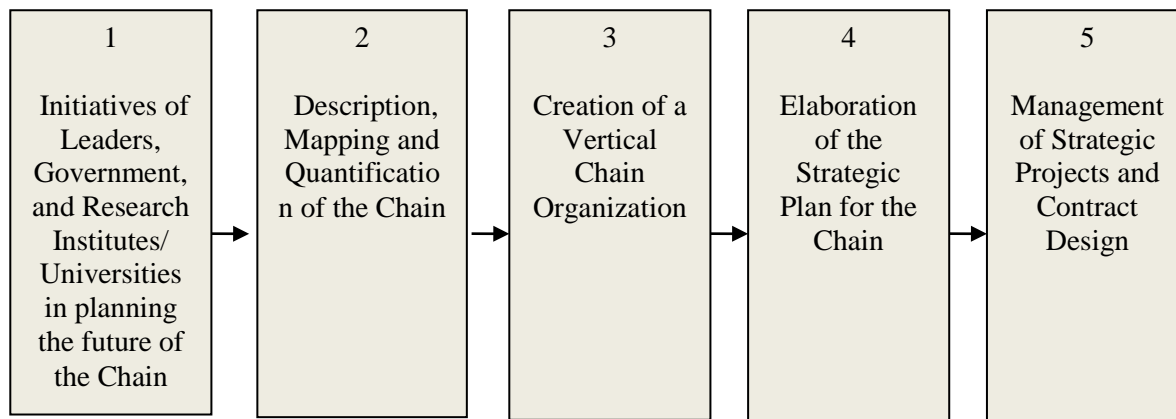 1
Initiatives of
Leaders,
Government,
and Research
Institutes/
Universities
in planning
the future of
the Chain
2
Description,
Mapping and
Quantificatio
n of the Chain
3
Creation of a
Vertical
Chain
Organization
4
Elaboration
of the
Strategic
Plan for the
Chain
5
Management
of Strategic
Projects and
Contract
Design